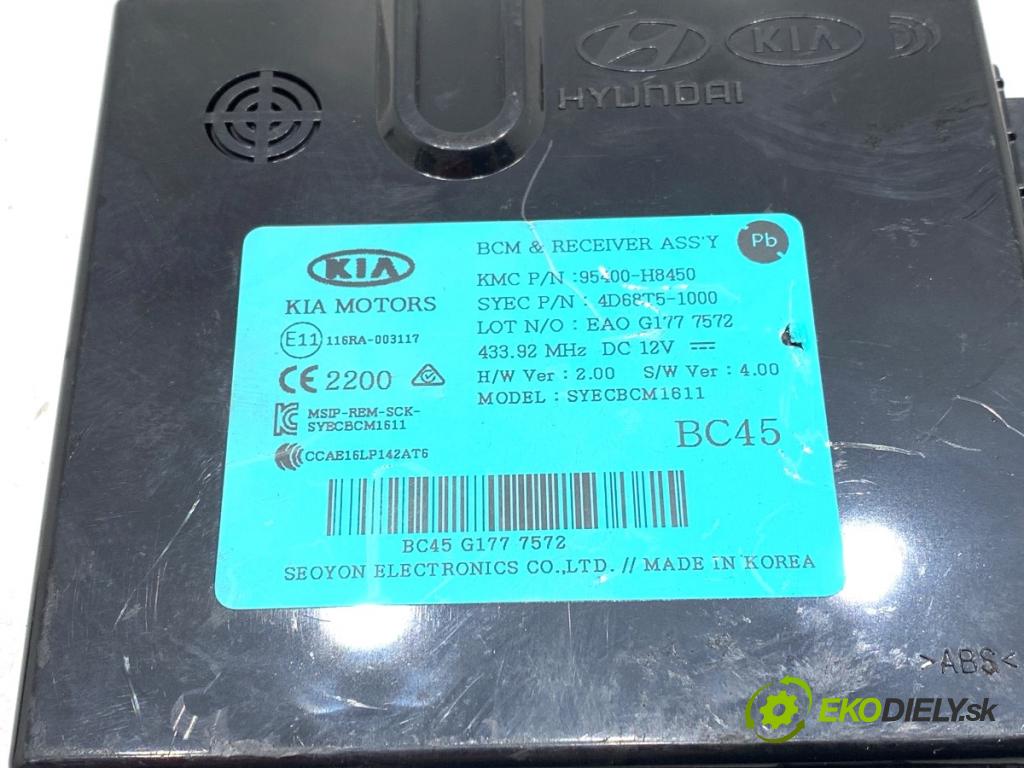 HYUNDAI
KIA
KIA
KIA MOTORS
E11 116RA-003117
CE 2200
MSIP-REM-SCK-
SYECBCM1611
CCAE16LP142AT6
BCM & RECEIVER ASS'Y
Pb
KMC P/N :95400-H8450
SYEC P/N : 4D68T5-1000
LOT N/O : EAO G177 7572
433.92 MHz DC 12V
H/W Ver : 2.00 S/W Ver : 4.00
MODEL : SYECBCM1611
BC45
BC45 G177 7572
SEOYON ELECTRONICS CO.,LTD. // MADE IN KOREA
>ABS<
EKODIELY.sk